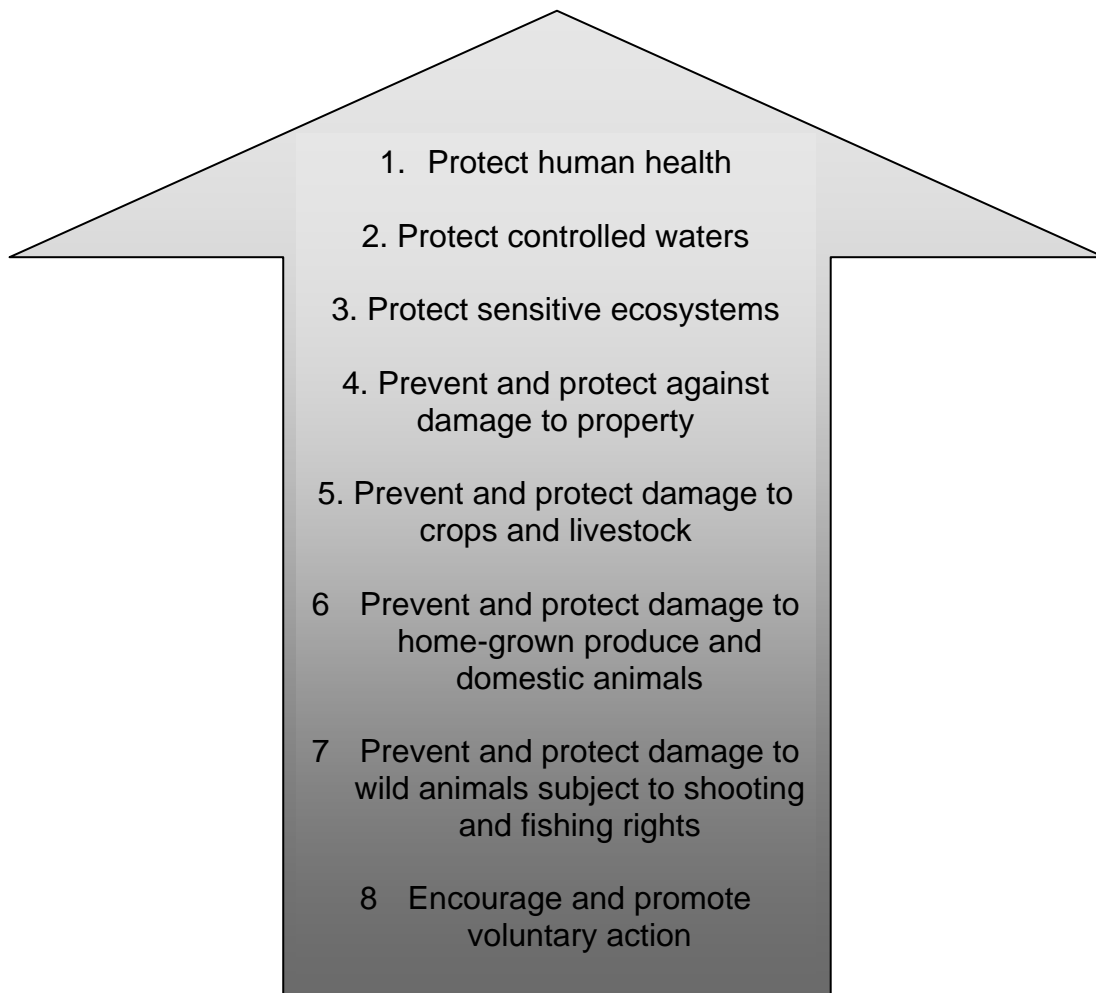 1. Protect human health
2. Protect controlled waters
3. Protect sensitive ecosystems
4. Prevent and protect against
damage to property
5. Prevent and protect damage to
crops and livestock
6 Prevent and protect damage to
home-grown produce and
domestic animals
7 Prevent and protect damage to
wild animals subject to shooting
and fishing rights
8 Encourage and promote
voluntary action